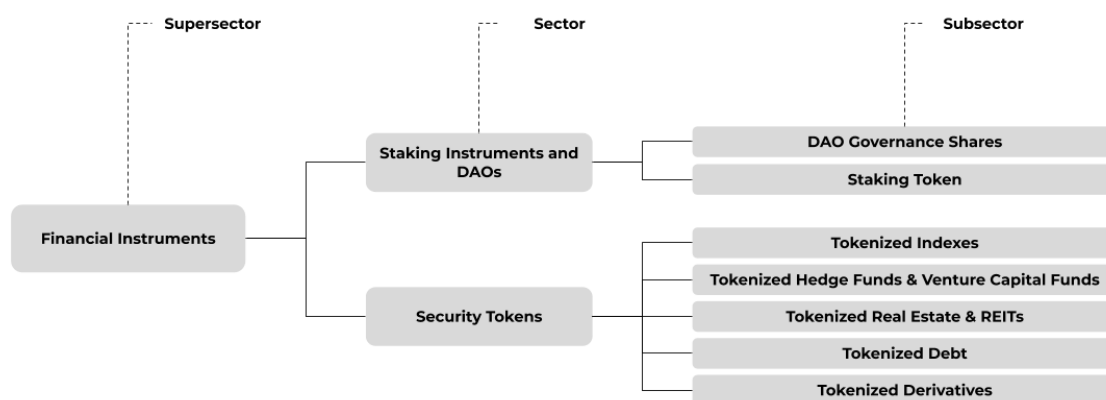 Supersector
Sector
Subsector
Financial Instruments
Staking Instruments and
DAOs
DAO Governance Shares
Staking Token
Security Tokens
Tokenized Indexes
Tokenized Hedge Funds & Venture Capital Funds
Tokenized Real Estate & REITs
Tokenized Debt
Tokenized Derivatives